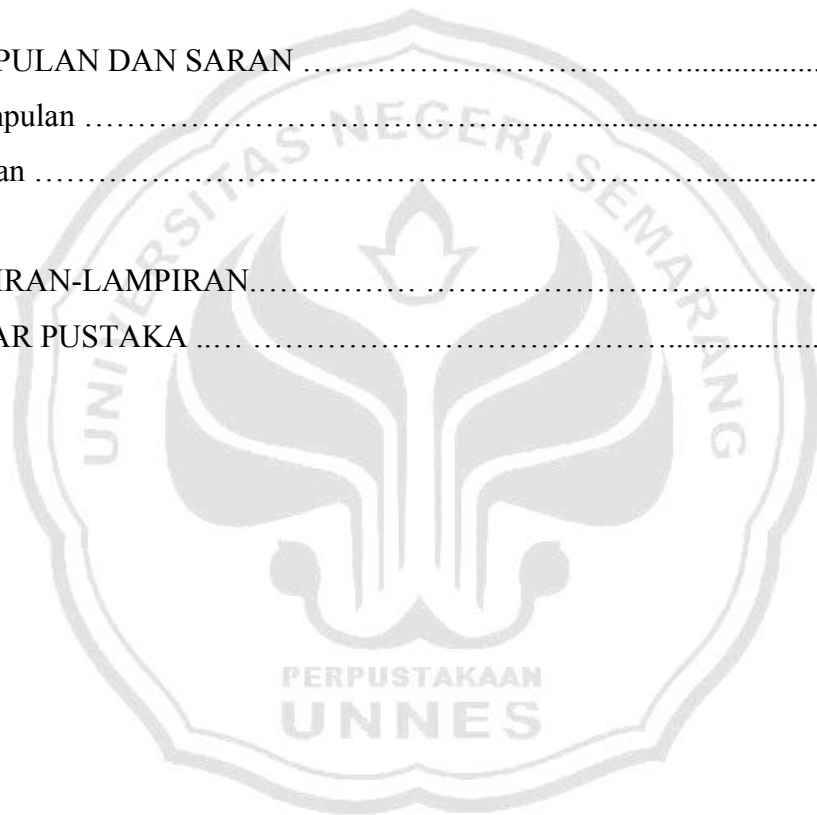 PULAN DAN SARAN ……………………………….......................
npulan …………………………………..........................................
an …………………………………………………….................
IRAN-LAMPIRAN.…………… ………………………..................
AR PUSTAKA ..… ………………………………….....................
UNIVERSITAS NEGERI SEMARANG
PERPUSTAKAAN
UNNES